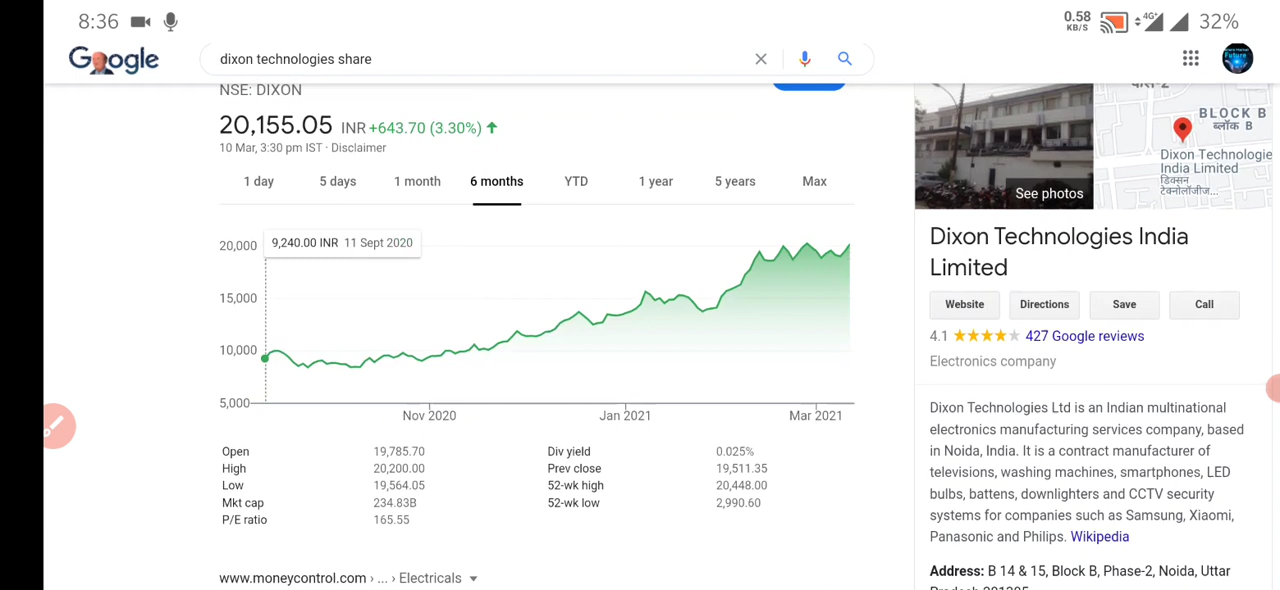 8:36
0.58
KB/S
4G+
32%
Google
dixon technologies share
NSE: DIXON
20,155.05 INR +643.70 (3.30%)
10 Mar, 3:30 pm IST · Disclaimer
1 day 5 days 1 month 6 months YTD 1 year 5 years Max
20,000
9,240.00 INR 11 Sept 2020
15,000
10,000
5,000
Nov 2020 Jan 2021 Mar 2021
Open 19,785.70 Div yield 0.025%
High 20,200.00 Prev close 19,511.35
Low 19,564.05 52-wk high 20,448.00
Mkt cap 234.83B 52-wk low 2,990.60
P/E ratio 165.55
www.moneycontrol.com › ... › Electricals
BLOCK B
ब्लॉक B
Dixon Technologie
India Limited
डिक्सन
टेक्नोलॉजीज...
See photos
Dixon Technologies India
Limited
Website Directions Save Call
4.1 427 Google reviews
Electronics company
Dixon Technologies Ltd is an Indian multinational
electronics manufacturing services company, based
in Noida, India. It is a contract manufacturer of
televisions, washing machines, smartphones, LED
bulbs, battens, downlighters and CCTV security
systems for companies such as Samsung, Xiaomi,
Panasonic and Philips. Wikipedia
Address: B 14 & 15, Block B, Phase-2, Noida, Uttar